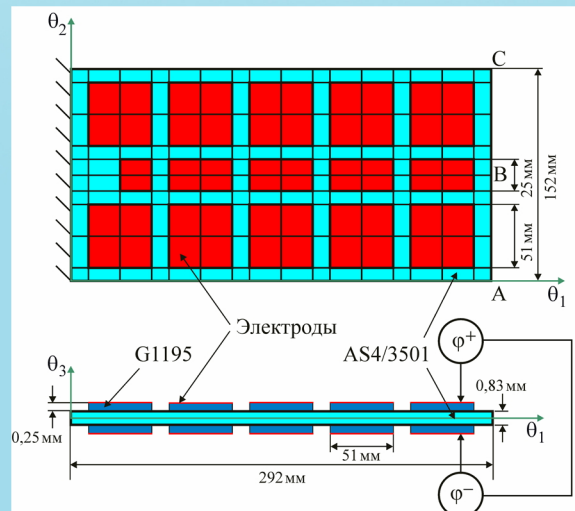 θ2
C
B
25 мм
152 мм
51 мм
A
θ1
Электроды
G1195
AS4/3501
φ+
θ3
0,83 мм
0,25 мм
θ1
51 мм
292 мм
φ−